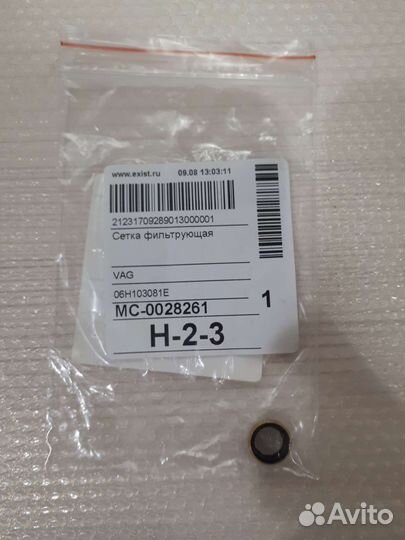 www.exist.ru 09.08 13:03:11
21231709289013000001
Сетка фильтрующая
VAG
06H103081E
МС-0028261 1
Н-2-3
Avito